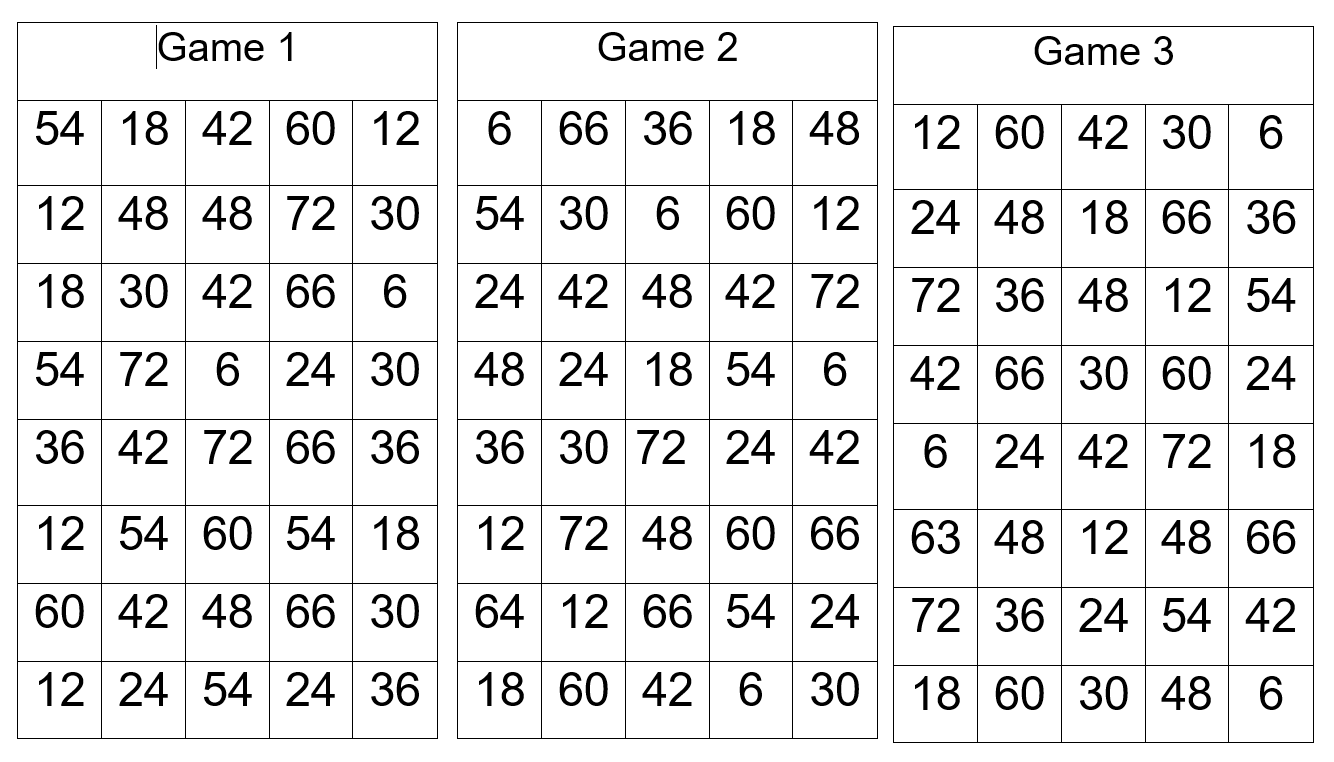 Game 1
54 18 42 60 12
12 48 48 72 30
18 30 42 66 6
54 72 6 24 30
36 42 72 66 36
12 54 60 54 18
60 42 48 66 30
12 24 54 24 36
Game 2
6 66 36 18 48
54 30 6 60 12
24 42 48 42 72
48 24 18 54 6
36 30 72 24 42
12 72 48 60 66
64 12 66 54 24
18 60 42 6 30
Game 3
12 60 42 30 6
24 48 18 66 36
72 36 48 12 54
42 66 30 60 24
6 24 42 72 18
63 48 12 48 66
72 36 24 54 42
18 60 30 48 6